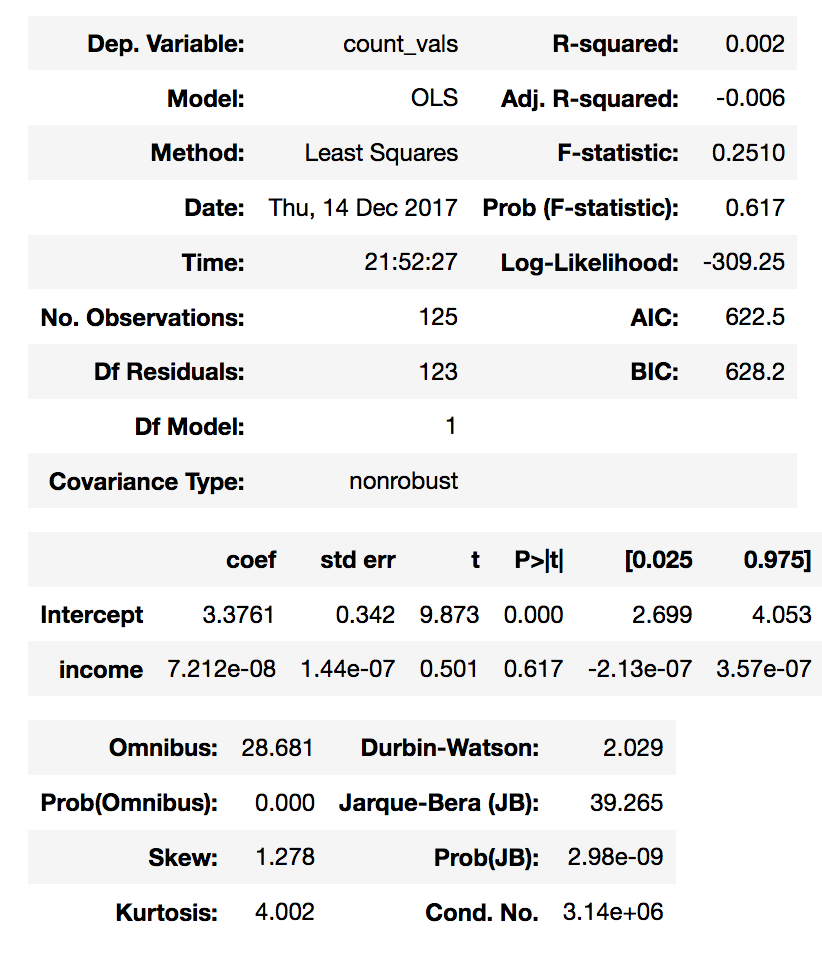 Dep. Variable: count_vals R-squared: 0.002
Model: OLS Adj. R-squared: -0.006
Method: Least Squares F-statistic: 0.2510
Date: Thu, 14 Dec 2017 Prob (F-statistic): 0.617
Time: 21:52:27 Log-Likelihood: -309.25
No. Observations: 125 AIC: 622.5
Df Residuals: 123 BIC: 628.2
Df Model: 1
Covariance Type: nonrobust
coef std err t P>|t| [0.025 0.975]
Intercept 3.3761 0.342 9.873 0.000 2.699 4.053
income 7.212e-08 1.44e-07 0.501 0.617 -2.13e-07 3.57e-07
Omnibus: 28.681 Durbin-Watson: 2.029
Prob(Omnibus): 0.000 Jarque-Bera (JB): 39.265
Skew: 1.278 Prob(JB): 2.98e-09
Kurtosis: 4.002 Cond. No. 3.14e+06